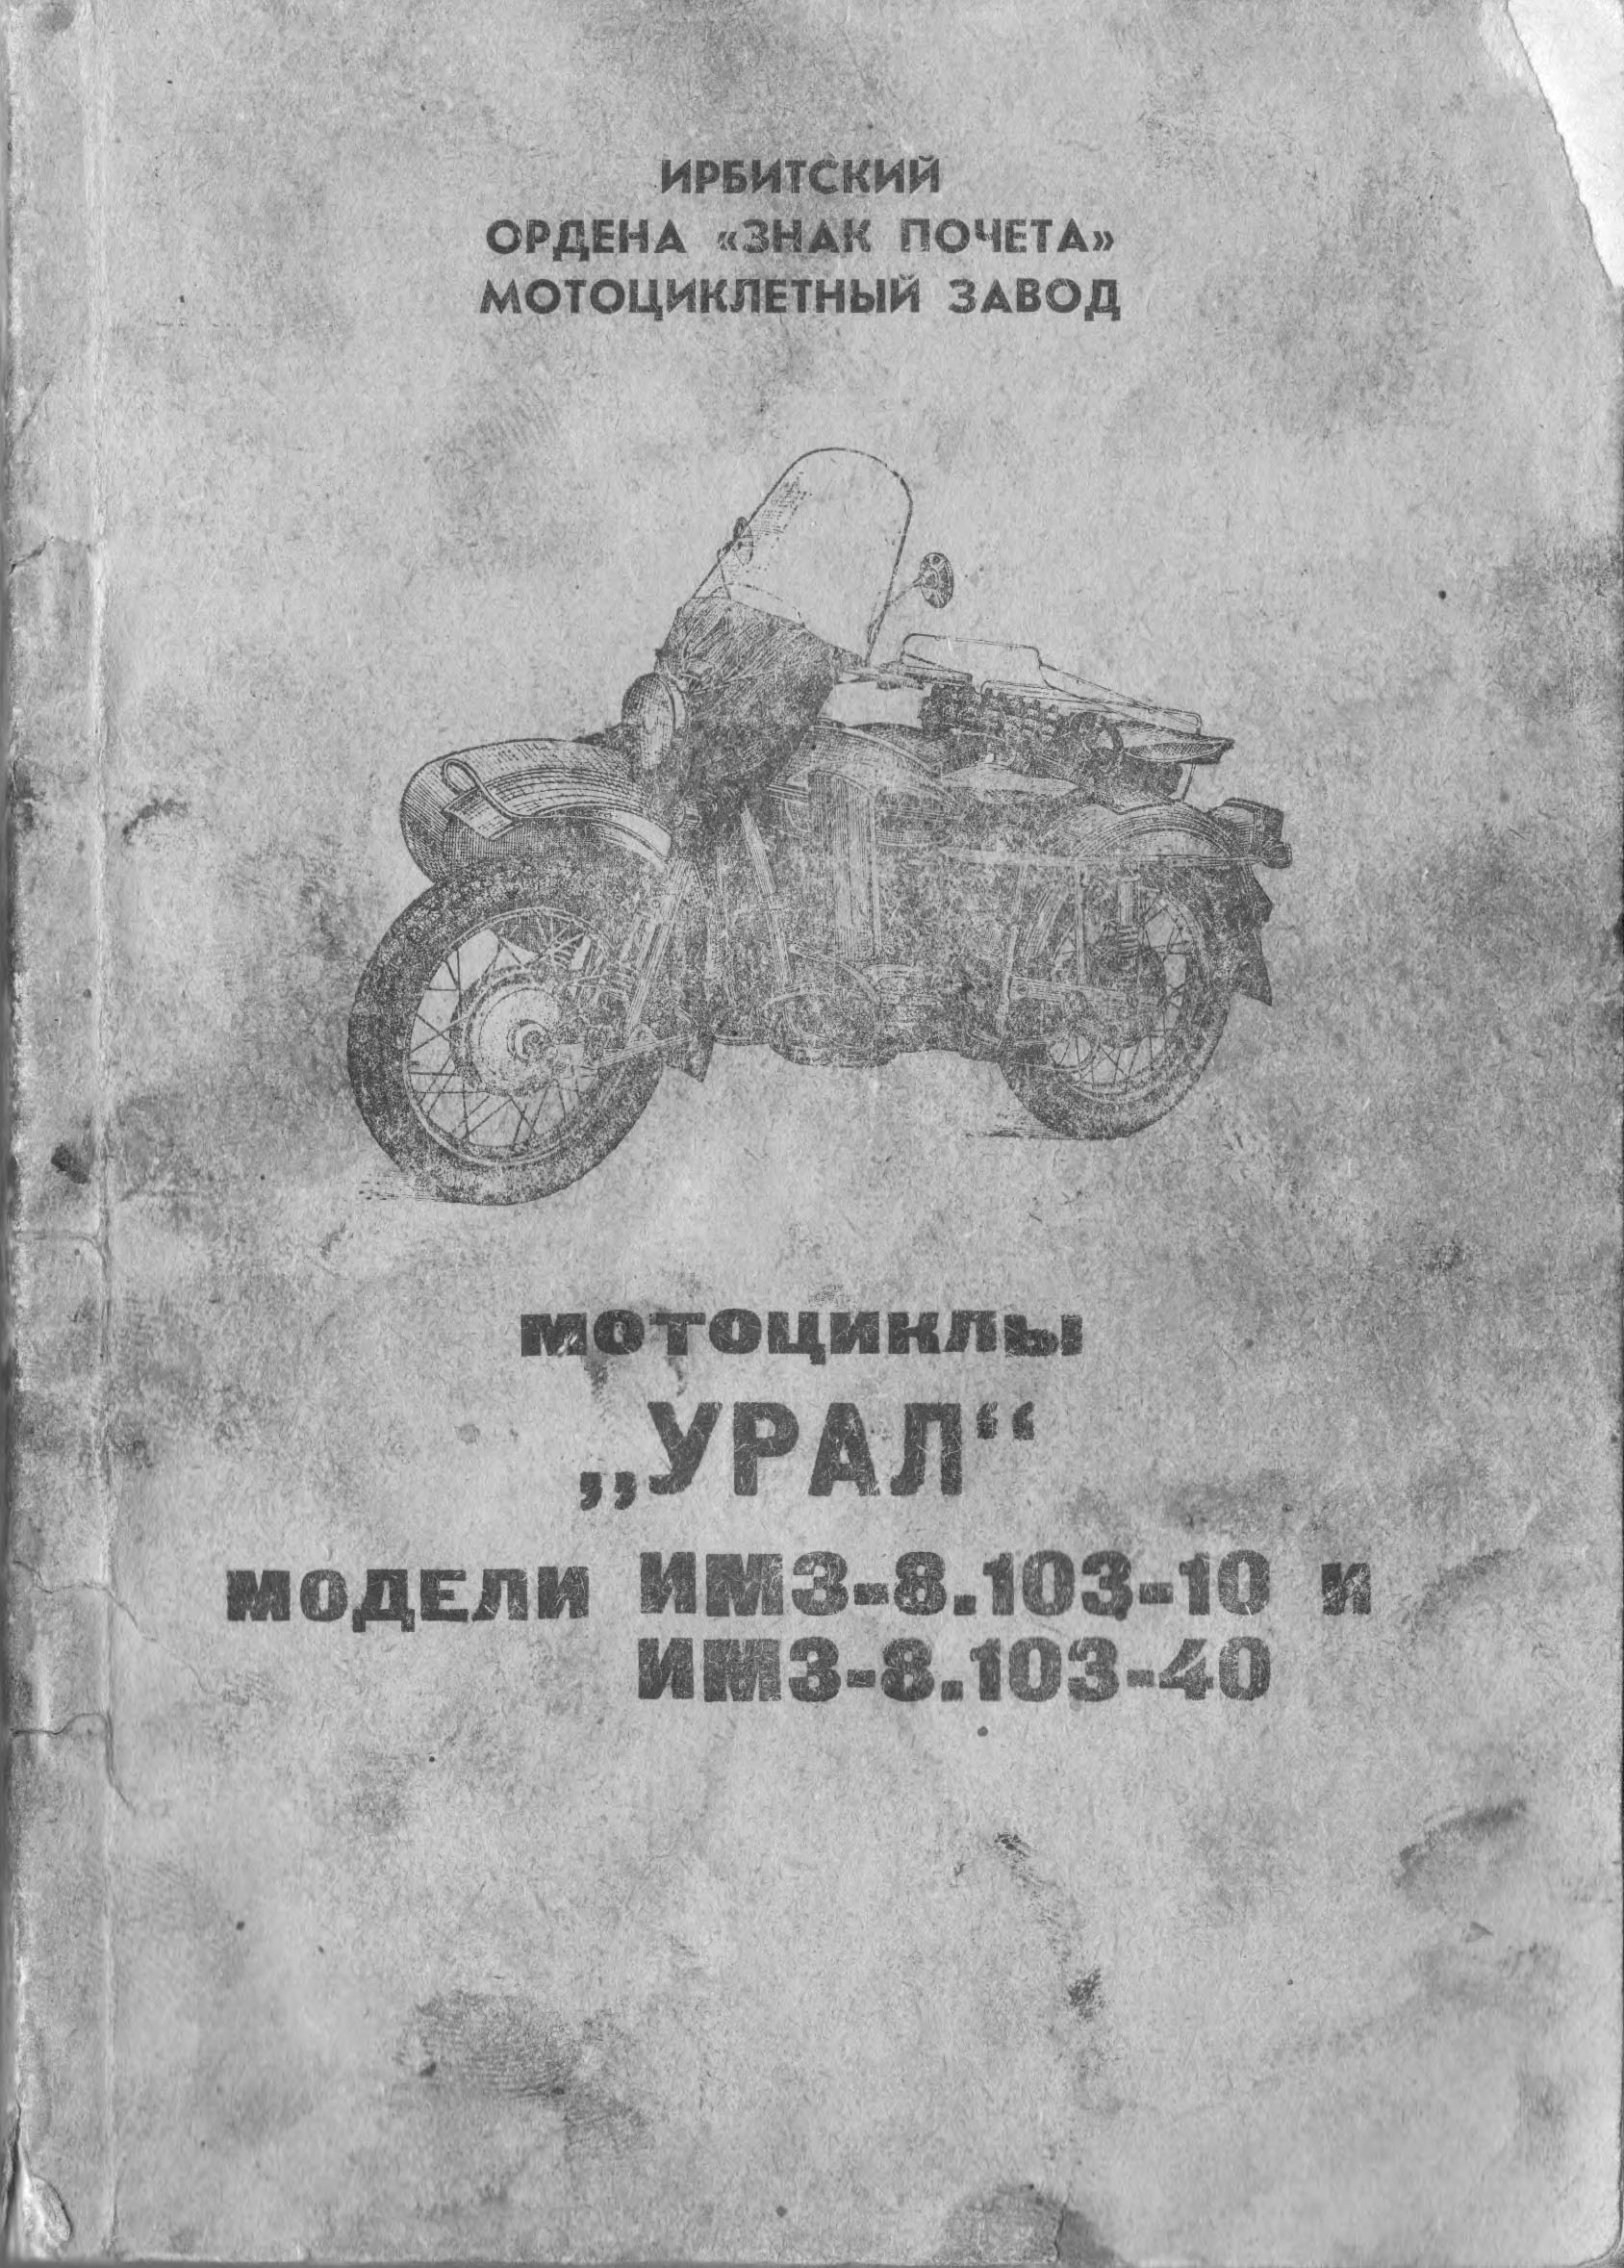 ИРБИТСКИЙ
ОРДЕНА «ЗНАК ПОЧЕТА»
МОТОЦИКЛЕТНЫЙ ЗАВОД
МОТОЦИКЛЫ
„УРАЛ“
МОДЕЛИ ИМЗ-8.103-10 И
ИМЗ-8.103-40